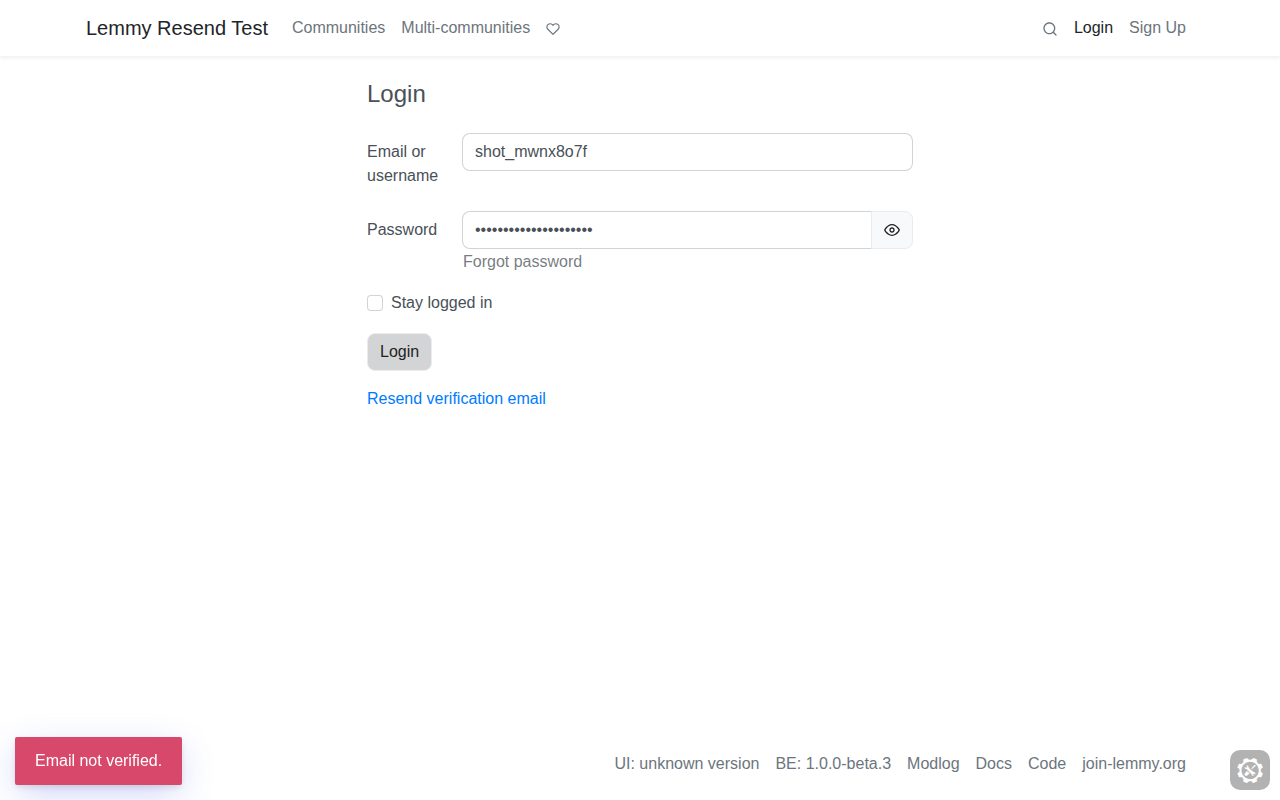 Lemmy Resend Test Communities Multi-communities Login Sign Up
Login
Email or username
shot_mwnx8o7f
Password
••••••••••••••••••••• 
Forgot password
Stay logged in
Login
Resend verification email
Email not verified.
UI: unknown version BE: 1.0.0-beta.3 Modlog Docs Code join-lemmy.org